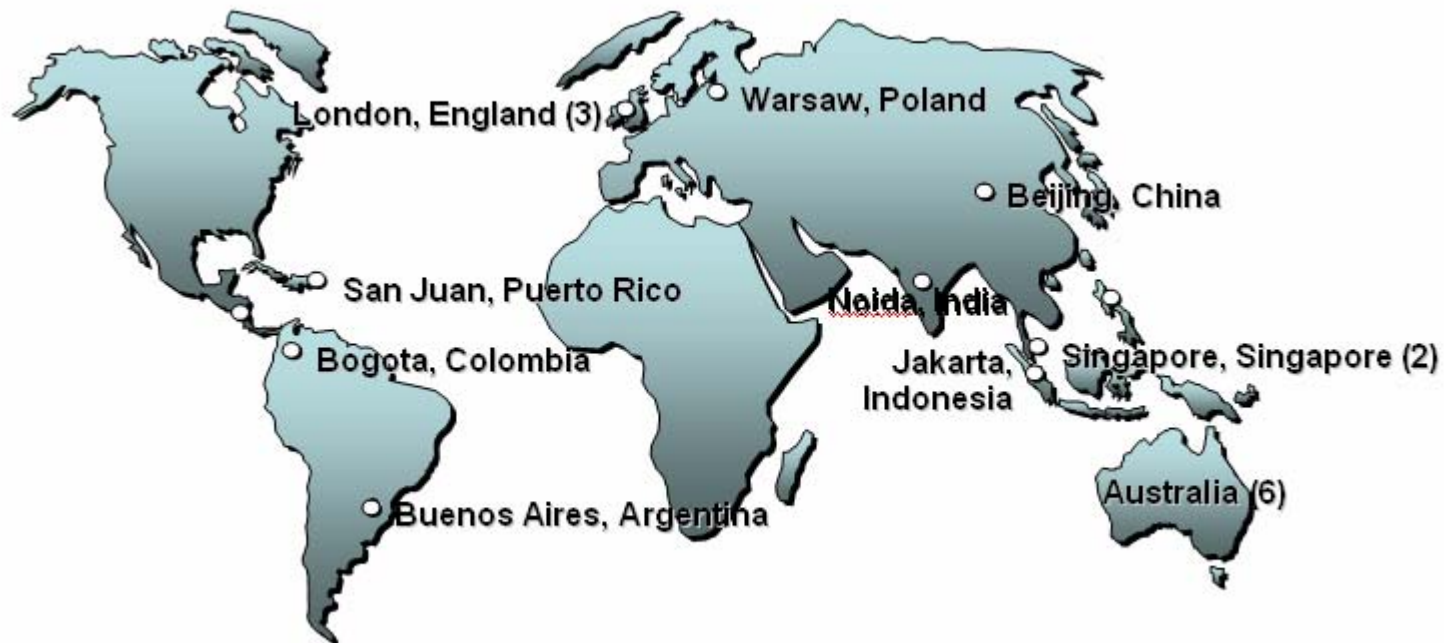 London, England (3)
Warsaw, Poland
Beijing, China
San Juan, Puerto Rico
Noida, India
Bogota, Colombia
Singapore, Singapore (2)
Jakarta,
Indonesia
Australia (6)
Buenos Aires, Argentina